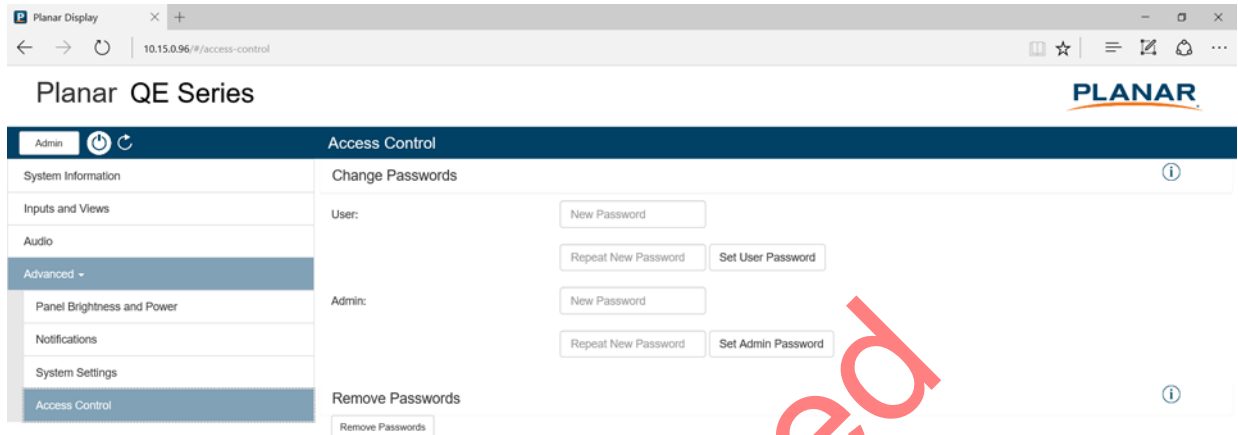 Planar Display
10.15.0.96/#/access-control
Planar QE Series
PLANAR
Admin
Access Control
System Information
Change Passwords
Inputs and Views
User:
New Password
Audio
Repeat New Password
Set User Password
Advanced
Panel Brightness and Power
Admin:
New Password
Notifications
Repeat New Password
Set Admin Password
System Settings
Access Control
Remove Passwords
Remove Passwords